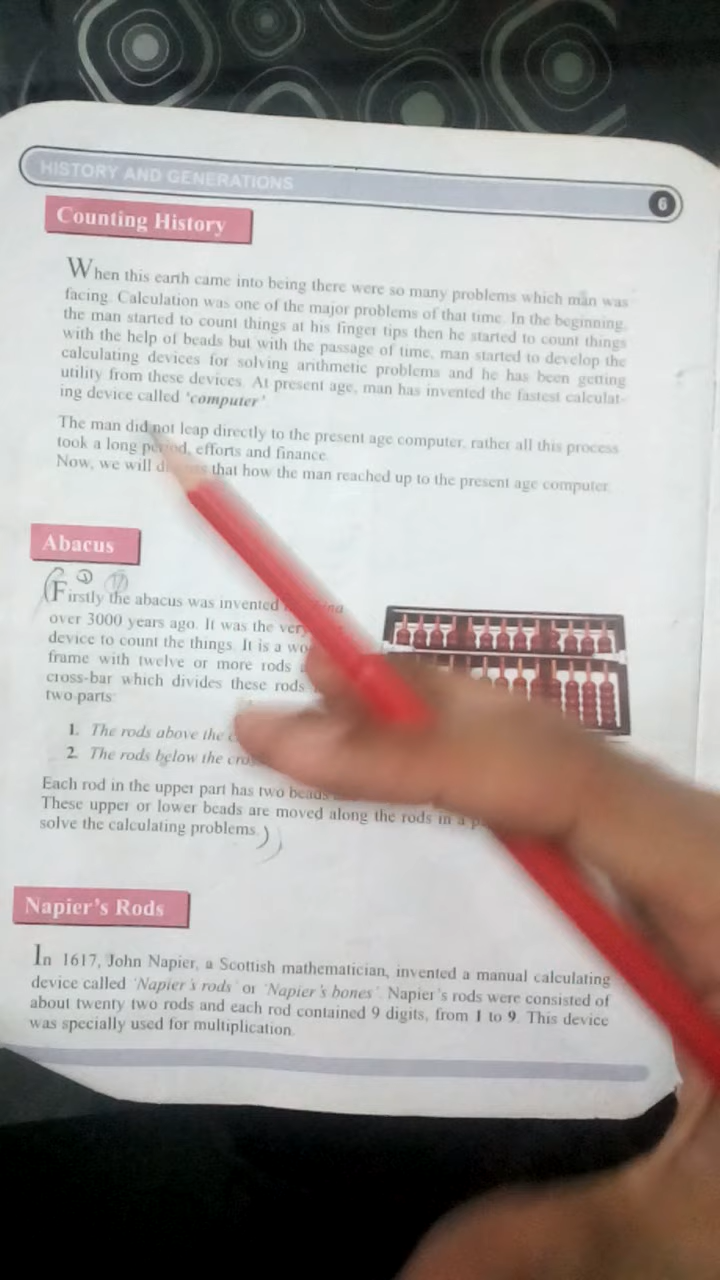 HISTORY AND GENERATIONS
6
Counting History
When this earth came into being there were so many problems which man was
facing. Calculation was one of the major problems of that time. In the beginning,
the man started to count things at his finger tips then he started to count things
with the help of beads but with the passage of time, man started to develop the
calculating devices for solving arithmetic problems and he has been getting
utility from these devices. At present age, man has invented the fastest calculat-
ing device called 'computer'
The man did not leap directly to the present age computer, rather all this process
took a long period, efforts and finance.
Now, we will that how the man reached up to the present age computer.
Abacus
Firstly the abacus was invented
over 3000 years ago. It was the very
device to count the things. It is a
frame with twelve or more rods
cross-bar which divides these rods
two parts:
1. The rods above the
2. The rods below the
Each rod in the upper part has two beads
These upper or lower beads are moved along the rods in a
solve the calculating problems.
Napier's Rods
In 1617, John Napier, a Scottish mathematician, invented a manual calculating
device called 'Napier's rods' or 'Napier's bones'. Napier's rods were consisted of
about twenty two rods and each rod contained 9 digits, from 1 to 9. This device
was specially used for multiplication.